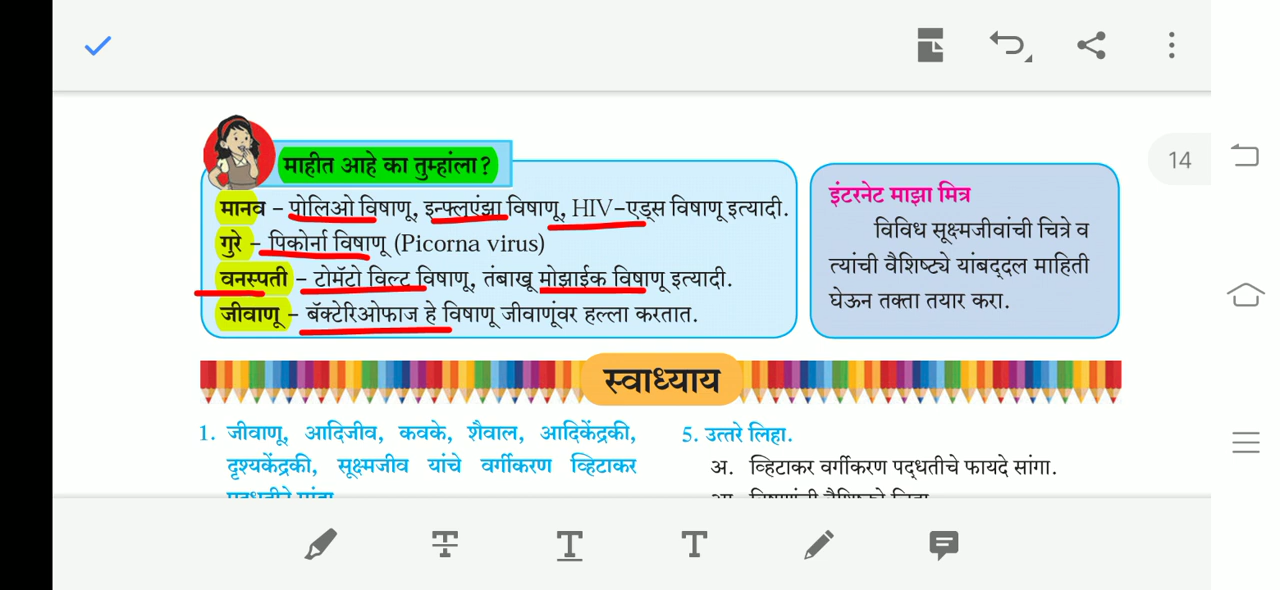 14
माहीत आहे का तुम्हांला?
मानव – पोलिओ विषाणू, इन्फ्लुएंझा विषाणू, HIV-एड्स विषाणू इत्यादी.
गुरे – पिकोर्ना विषाणू (Picorna virus)
वनस्पती – टोमॅटो विल्ट विषाणू, तंबाखू मोझाईक विषाणू इत्यादी.
जीवाणू – बॅक्टेरिओफाज हे विषाणू जीवाणूंवर हल्ला करतात.
इंटरनेट माझा मित्र
विविध सूक्ष्मजीवांची चित्रे व
त्यांची वैशिष्ट्ये यांबद्दल माहिती
घेऊन तक्ता तयार करा.
स्वाध्याय
1. जीवाणू, आदिजीव, कवके, शैवाल, आदिकेंद्रकी,
दृश्यकेंद्रकी, सूक्ष्मजीव यांचे वर्गीकरण व्हिटाकर
5. उत्तरे लिहा.
अ. व्हिटाकर वर्गीकरण पद्धतीचे फायदे सांगा.